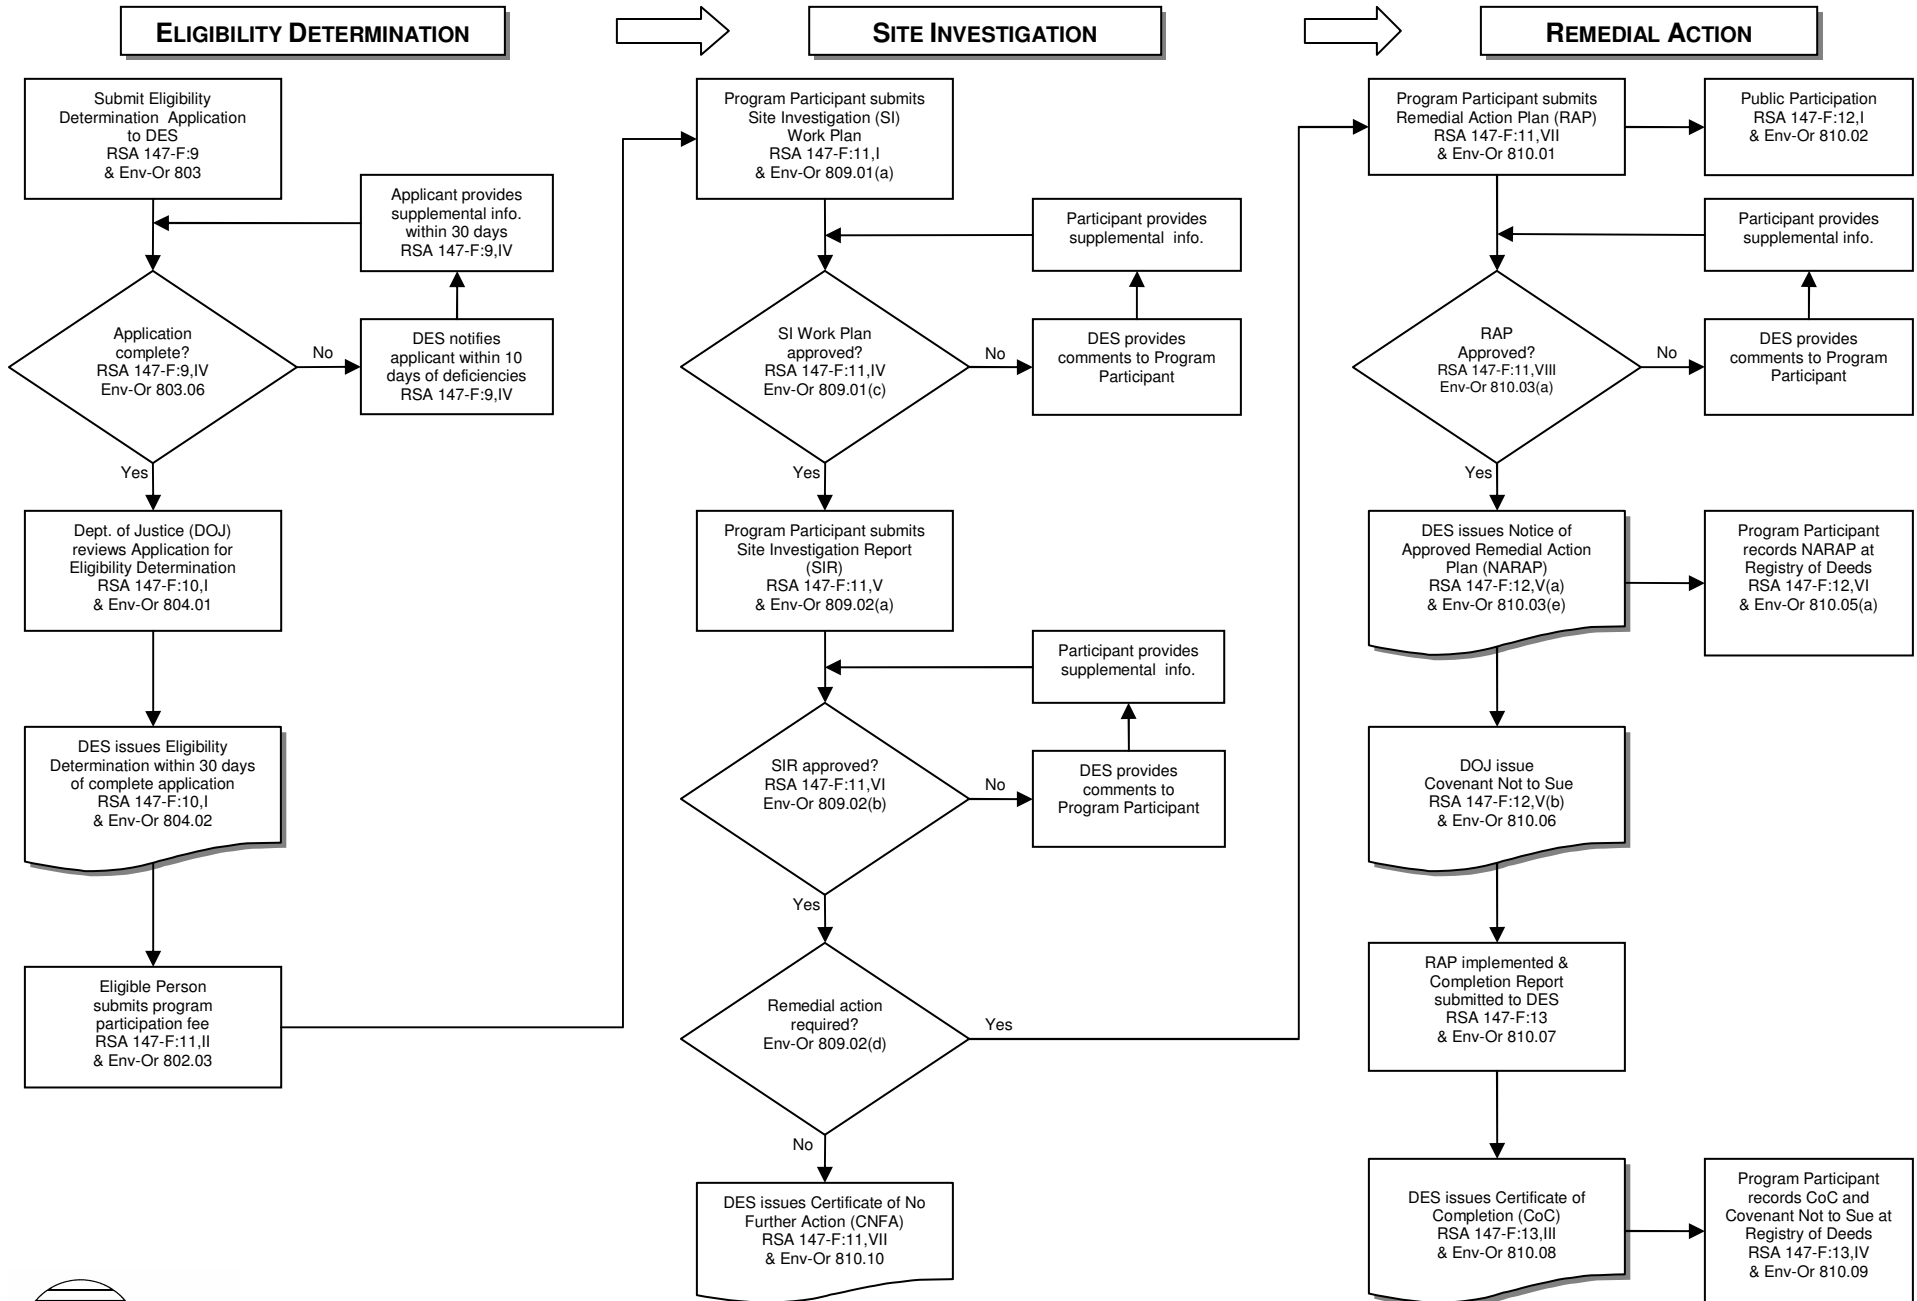 ELIGIBILITY DETERMINATION
SITE INVESTIGATION
REMEDIAL ACTION
Submit Eligibility
Determination Application
to DES
RSA 147-F:9
& Env-Or 803
Applicant provides
supplemental info.
within 30 days
RSA 147-F:9,IV
Application
complete?
RSA 147-F:9,IV
Env-Or 803.06
No
DES notifies
applicant within 10
days of deficiencies
RSA 147-F:9,IV
Yes
Dept. of Justice (DOJ)
reviews Application for
Eligibility Determination
RSA 147-F:10,I
& Env-Or 804.01
DES issues Eligibility
Determination within 30 days
of complete application
RSA 147-F:10,I
& Env-Or 804.02
Eligible Person
submits program
participation fee
RSA 147-F:11,II
& Env-Or 802.03
Program Participant submits
Site Investigation (SI)
Work Plan
RSA 147-F:11,I
& Env-Or 809.01(a)
Participant provides
supplemental info.
SI Work Plan
approved?
RSA 147-F:11,IV
Env-Or 809.01(c)
No
DES provides
comments to Program
Participant
Yes
Program Participant submits
Site Investigation Report
(SIR)
RSA 147-F:11,V
& Env-Or 809.02(a)
Participant provides
supplemental info.
SIR approved?
RSA 147-F:11,VI
Env-Or 809.02(b)
No
DES provides
comments to
Program Participant
Yes
Remedial action
required?
Env-Or 809.02(d)
Yes
No
DES issues Certificate of No
Further Action (CNFA)
RSA 147-F:11,VII
& Env-Or 810.10
Program Participant submits
Remedial Action Plan (RAP)
RSA 147-F:11,VII
& Env-Or 810.01
Public Participation
RSA 147-F:12,I
& Env-Or 810.02
Participant provides
supplemental info.
RAP
Approved?
RSA 147-F:11,VIII
Env-Or 810.03(a)
No
DES provides
comments to Program
Participant
Yes
DES issues Notice of
Approved Remedial Action
Plan (NARAP)
RSA 147-F:12,V(a)
& Env-Or 810.03(e)
Program Participant
records NARAP at
Registry of Deeds
RSA 147-F:12,VI
& Env-Or 810.05(a)
DOJ issue
Covenant Not to Sue
RSA 147-F:12,V(b)
& Env-Or 810.06
RAP implemented &
Completion Report
submitted to DES
RSA 147-F:13
& Env-Or 810.07
DES issues Certificate of
Completion (CoC)
RSA 147-F:13,III
& Env-Or 810.08
Program Participant
records CoC and
Covenant Not to Sue at
Registry of Deeds
RSA 147-F:13,IV
& Env-Or 810.09